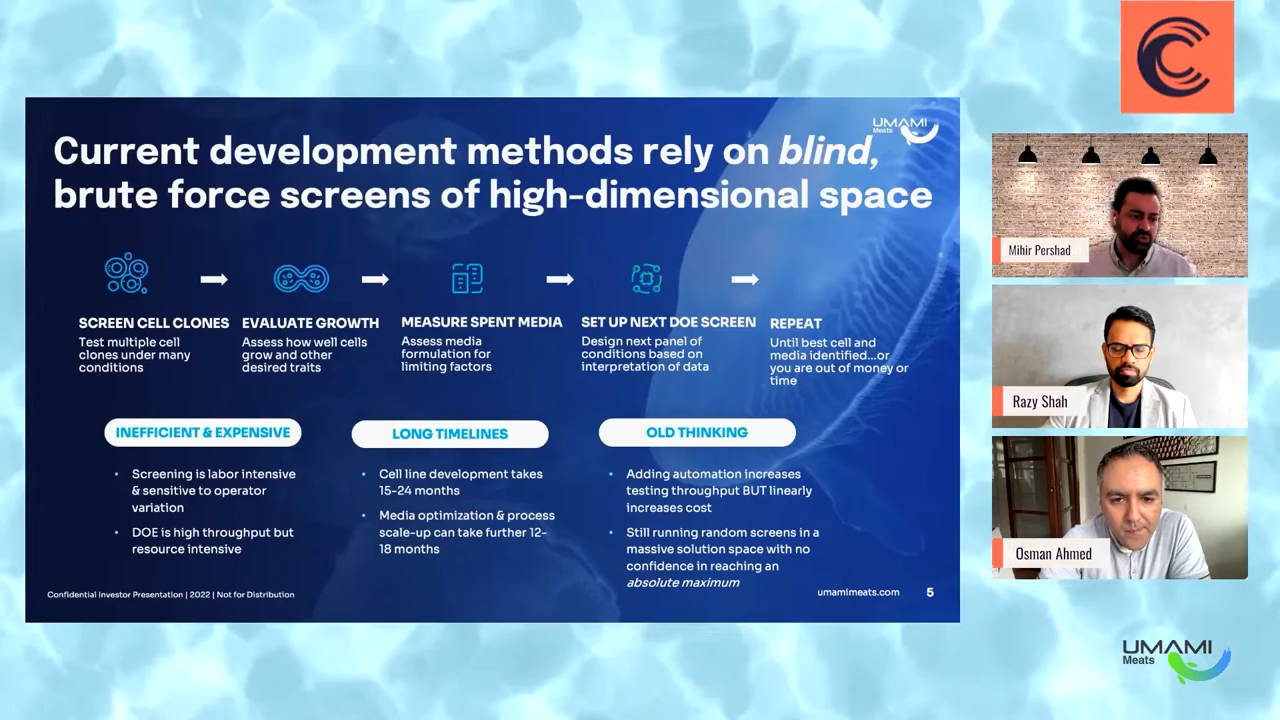 UMAMI
Meats
Current development methods rely on blind,
brute force screens of high-dimensional space
SCREEN CELL CLONES
Test multiple cell
clones under many
conditions
EVALUATE GROWTH
Assess how well cells
grow and other
desired traits
MEASURE SPENT MEDIA
Assess media
formulation for
limiting factors
SET UP NEXT DOE SCREEN
Design next panel of
conditions based on
interpretation of data
REPEAT
Until best cell and
media identified...or
you are out of money or
time
INEFFICIENT & EXPENSIVE
• Screening is labor intensive
& sensitive to operator
variation
• DOE is high throughput but
resource intensive
LONG TIMELINES
• Cell line development takes
15-24 months
• Media optimization & process
scale-up can take further 12-
18 months
OLD THINKING
• Adding automation increases
testing throughput BUT linearly
increases cost
• Still running random screens in a
massive solution space with no
confidence in reaching an
absolute maximum
Confidential Investor Presentation | 2022 | Not for Distribution
umamimeats.com 5
Mihir Pershad
Razy Shah
Osman Ahmed
UMAMI
Meats